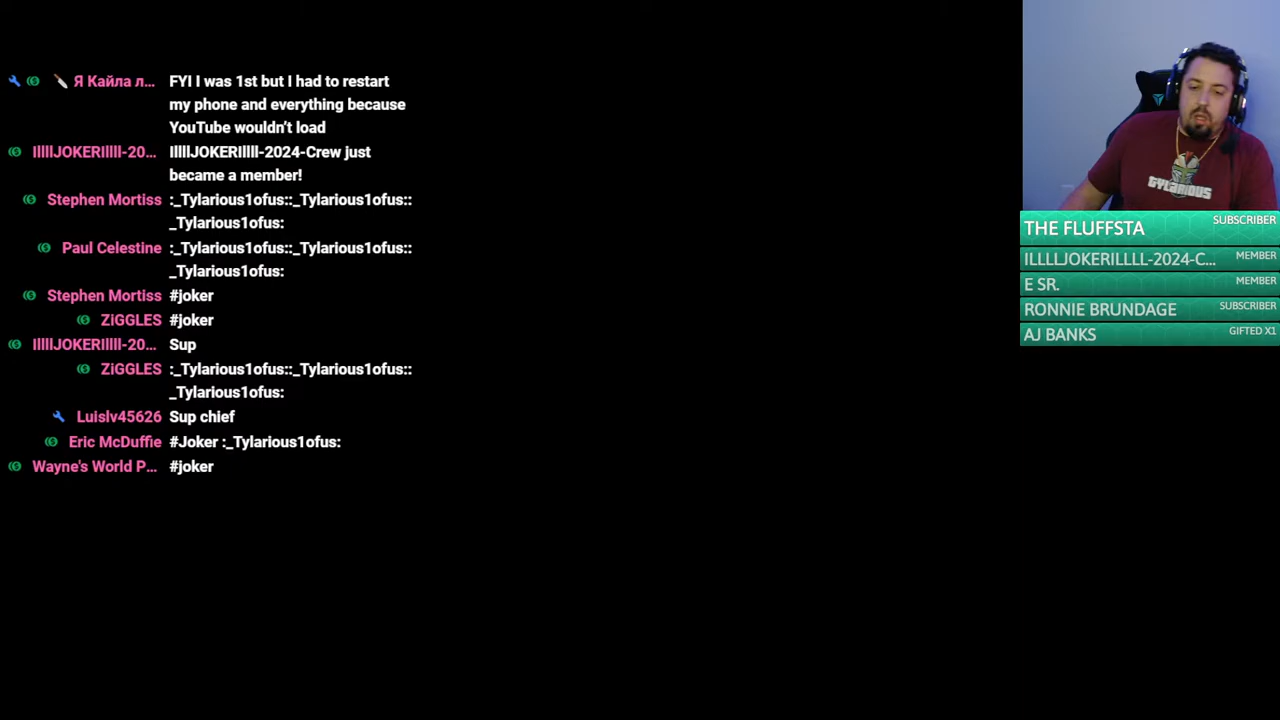 Я Кайла л... FYI I was 1st but I had to restart
my phone and everything because
YouTube wouldn't load
IllllJOKERIllll-20... IllllJOKERIllll-2024-Crew just
became a member!
Stephen Mortiss :_Tylarious1ofus::_Tylarious1ofus::
_Tylarious1ofus:
Paul Celestine :_Tylarious1ofus::_Tylarious1ofus::
_Tylarious1ofus:
Stephen Mortiss #joker
ZiGGLES #joker
IllllJOKERIllll-20... Sup
ZiGGLES :_Tylarious1ofus::_Tylarious1ofus::
_Tylarious1ofus:
Luislv45626 Sup chief
Eric McDuffie #Joker :_Tylarious1ofus:
Wayne's World P... #joker
TYLARIOUS
THE FLUFFSTA SUBSCRIBER
ILLLLJOKERILLLL-2024-C... MEMBER
E SR. MEMBER
RONNIE BRUNDAGE SUBSCRIBER
AJ BANKS GIFTED X1